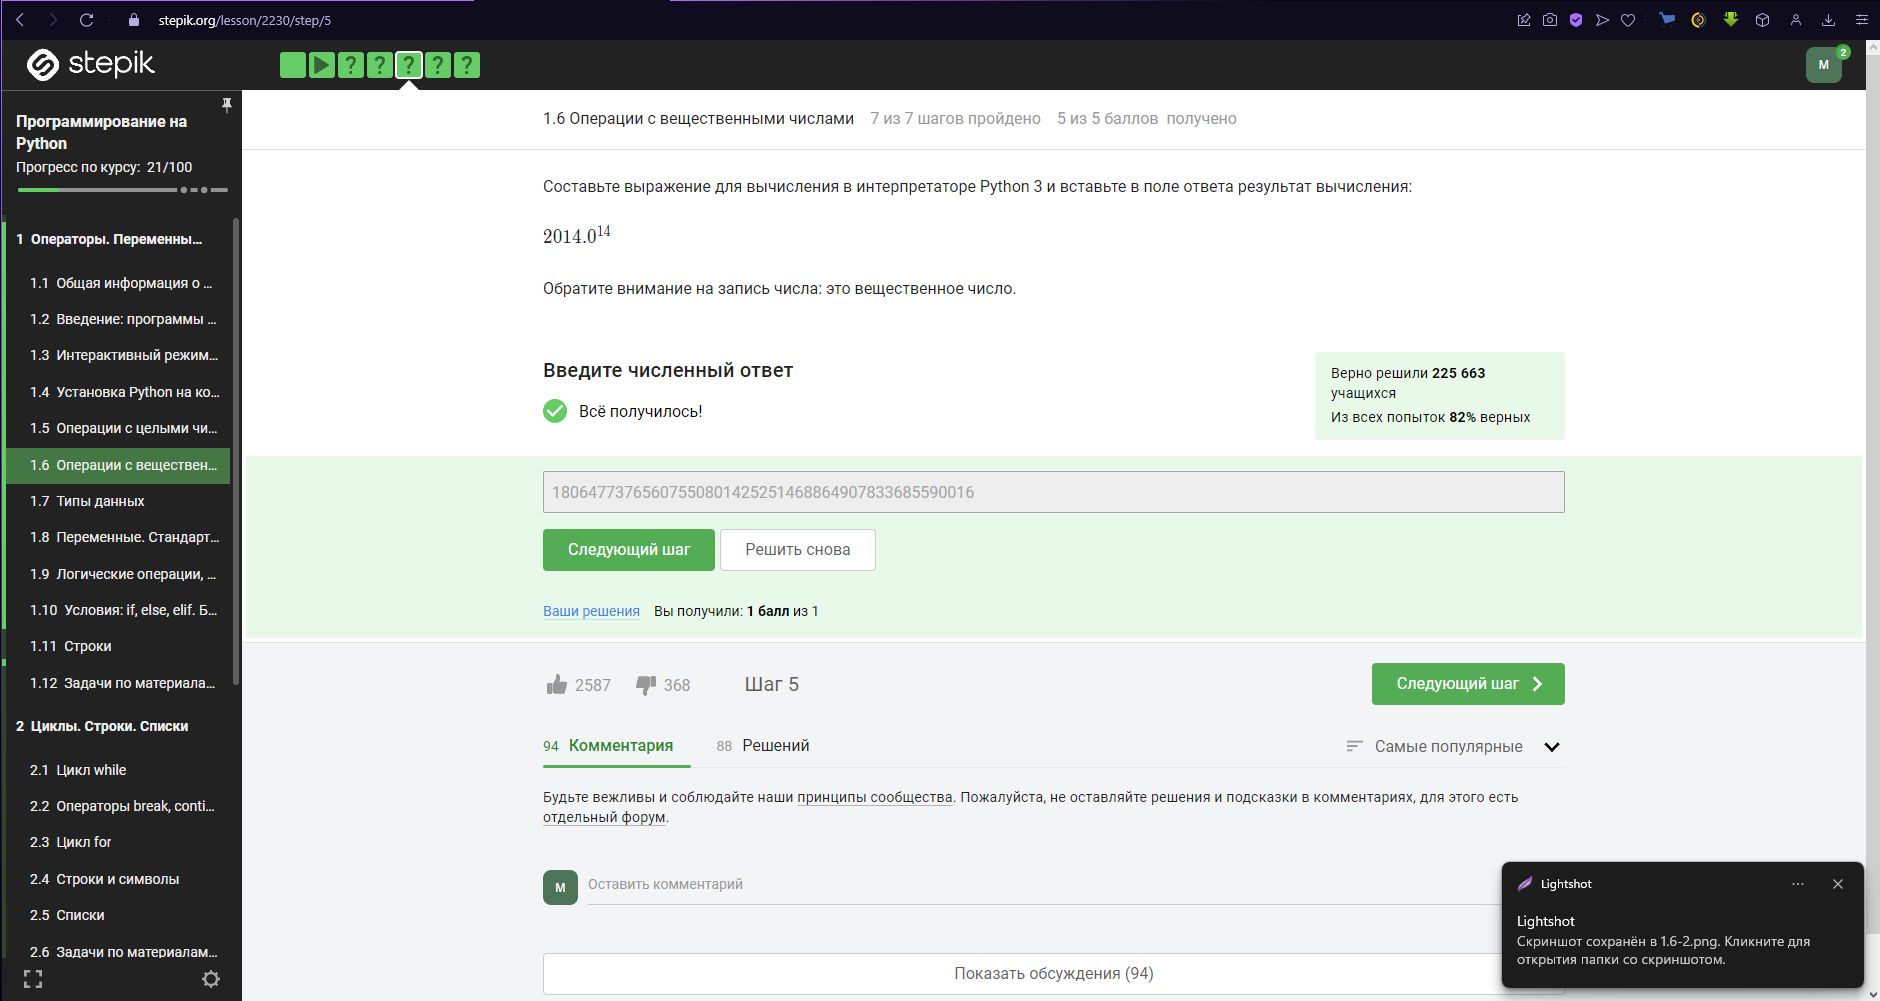 stepik.org/lesson/2230/step/5
stepik
M
2
Программирование на
Python
Прогресс по курсу: 21/100
1 Операторы. Переменны...
1.1 Общая информация о ...
1.2 Введение: программы ...
1.3 Интерактивный режим...
1.4 Установка Python на ко...
1.5 Операции с целыми чи...
1.6 Операции с веществен...
1.7 Типы данных
1.8 Переменные. Стандарт...
1.9 Логические операции, ...
1.10 Условия: if, else, elif. Б...
1.11 Строки
1.12 Задачи по материала...
2 Циклы. Строки. Списки
2.1 Цикл while
2.2 Операторы break, conti...
2.3 Цикл for
2.4 Строки и символы
2.5 Списки
2.6 Задачи по материалам...
1.6 Операции с вещественными числами 7 из 7 шагов пройдено 5 из 5 баллов получено
Составьте выражение для вычисления в интерпретаторе Python 3 и вставьте в поле ответа результат вычисления:
2014.0¹⁴
Обратите внимание на запись числа: это вещественное число.
Введите численный ответ
Всё получилось!
Верно решили 225 663
учащихся
Из всех попыток 82% верных
18064773765607550801425251468864907833685590016
Следующий шаг
Решить снова
Ваши решения Вы получили: 1 балл из 1
2587 368 Шаг 5
Следующий шаг
94 Комментария 88 Решений
Самые популярные
Будьте вежливы и соблюдайте наши принципы сообщества. Пожалуйста, не оставляйте решения и подсказки в комментариях, для этого есть
отдельный форум.
M
Оставить комментарий
Показать обсуждения (94)
Lightshot
Lightshot
Скриншот сохранён в 1.6-2.png. Кликните для
открытия папки со скриншотом.